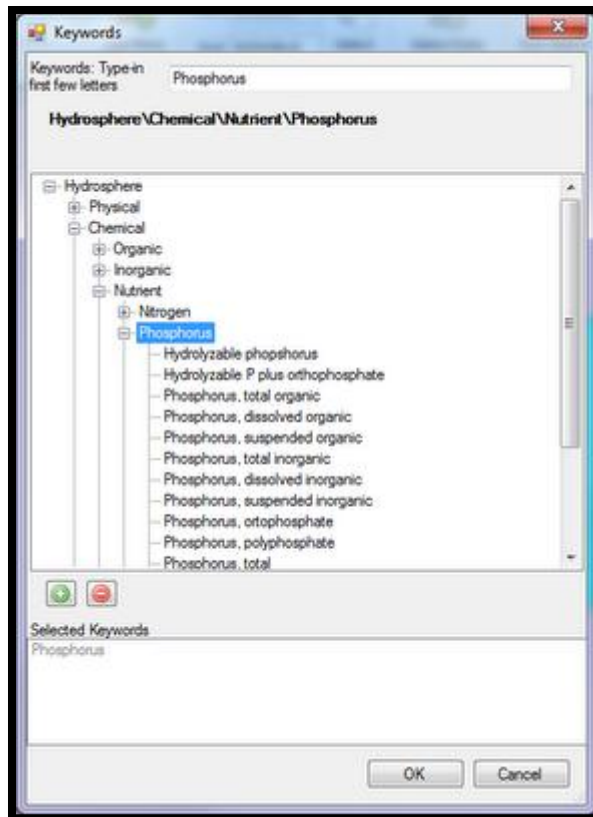 Keywords
Keywords: Type-in
first few letters
Phosphorus
Hydrosphere\Chemical\Nutrient\Phosphorus
Hydrosphere
Physical
Chemical
Organic
Inorganic
Nutrient
Nitrogen
Phosphorus
Hydrolyzable phopshorus
Hydrolyzable P plus orthophosphate
Phosphorus, total organic
Phosphorus, dissolved organic
Phosphorus, suspended organic
Phosphorus, total inorganic
Phosphorus, dissolved inorganic
Phosphorus, suspended inorganic
Phosphorus, ortophosphate
Phosphorus, polyphosphate
Phosphorus, total
Selected Keywords
Phosphorus
OK Cancel